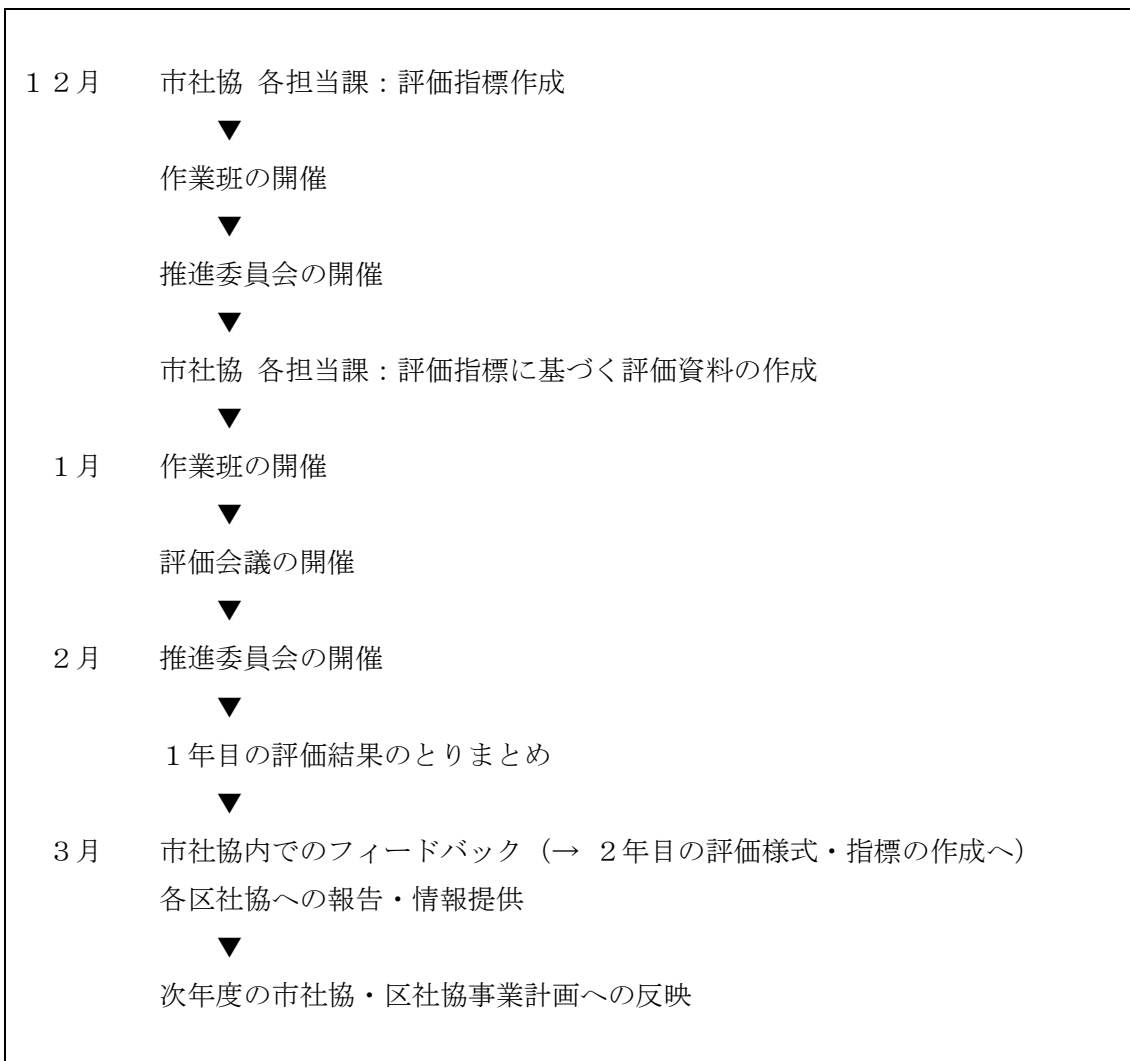 １２月　市社協 各担当課：評価指標作成
▼
作業班の開催
▼
推進委員会の開催
▼
市社協 各担当課：評価指標に基づく評価資料の作成
▼
１月　作業班の開催
▼
評価会議の開催
▼
２月　推進委員会の開催
▼
１年目の評価結果のとりまとめ
▼
３月　市社協内でのフィードバック（→ ２年目の評価様式・指標の作成へ）
各区社協への報告・情報提供
▼
次年度の市社協・区社協事業計画への反映